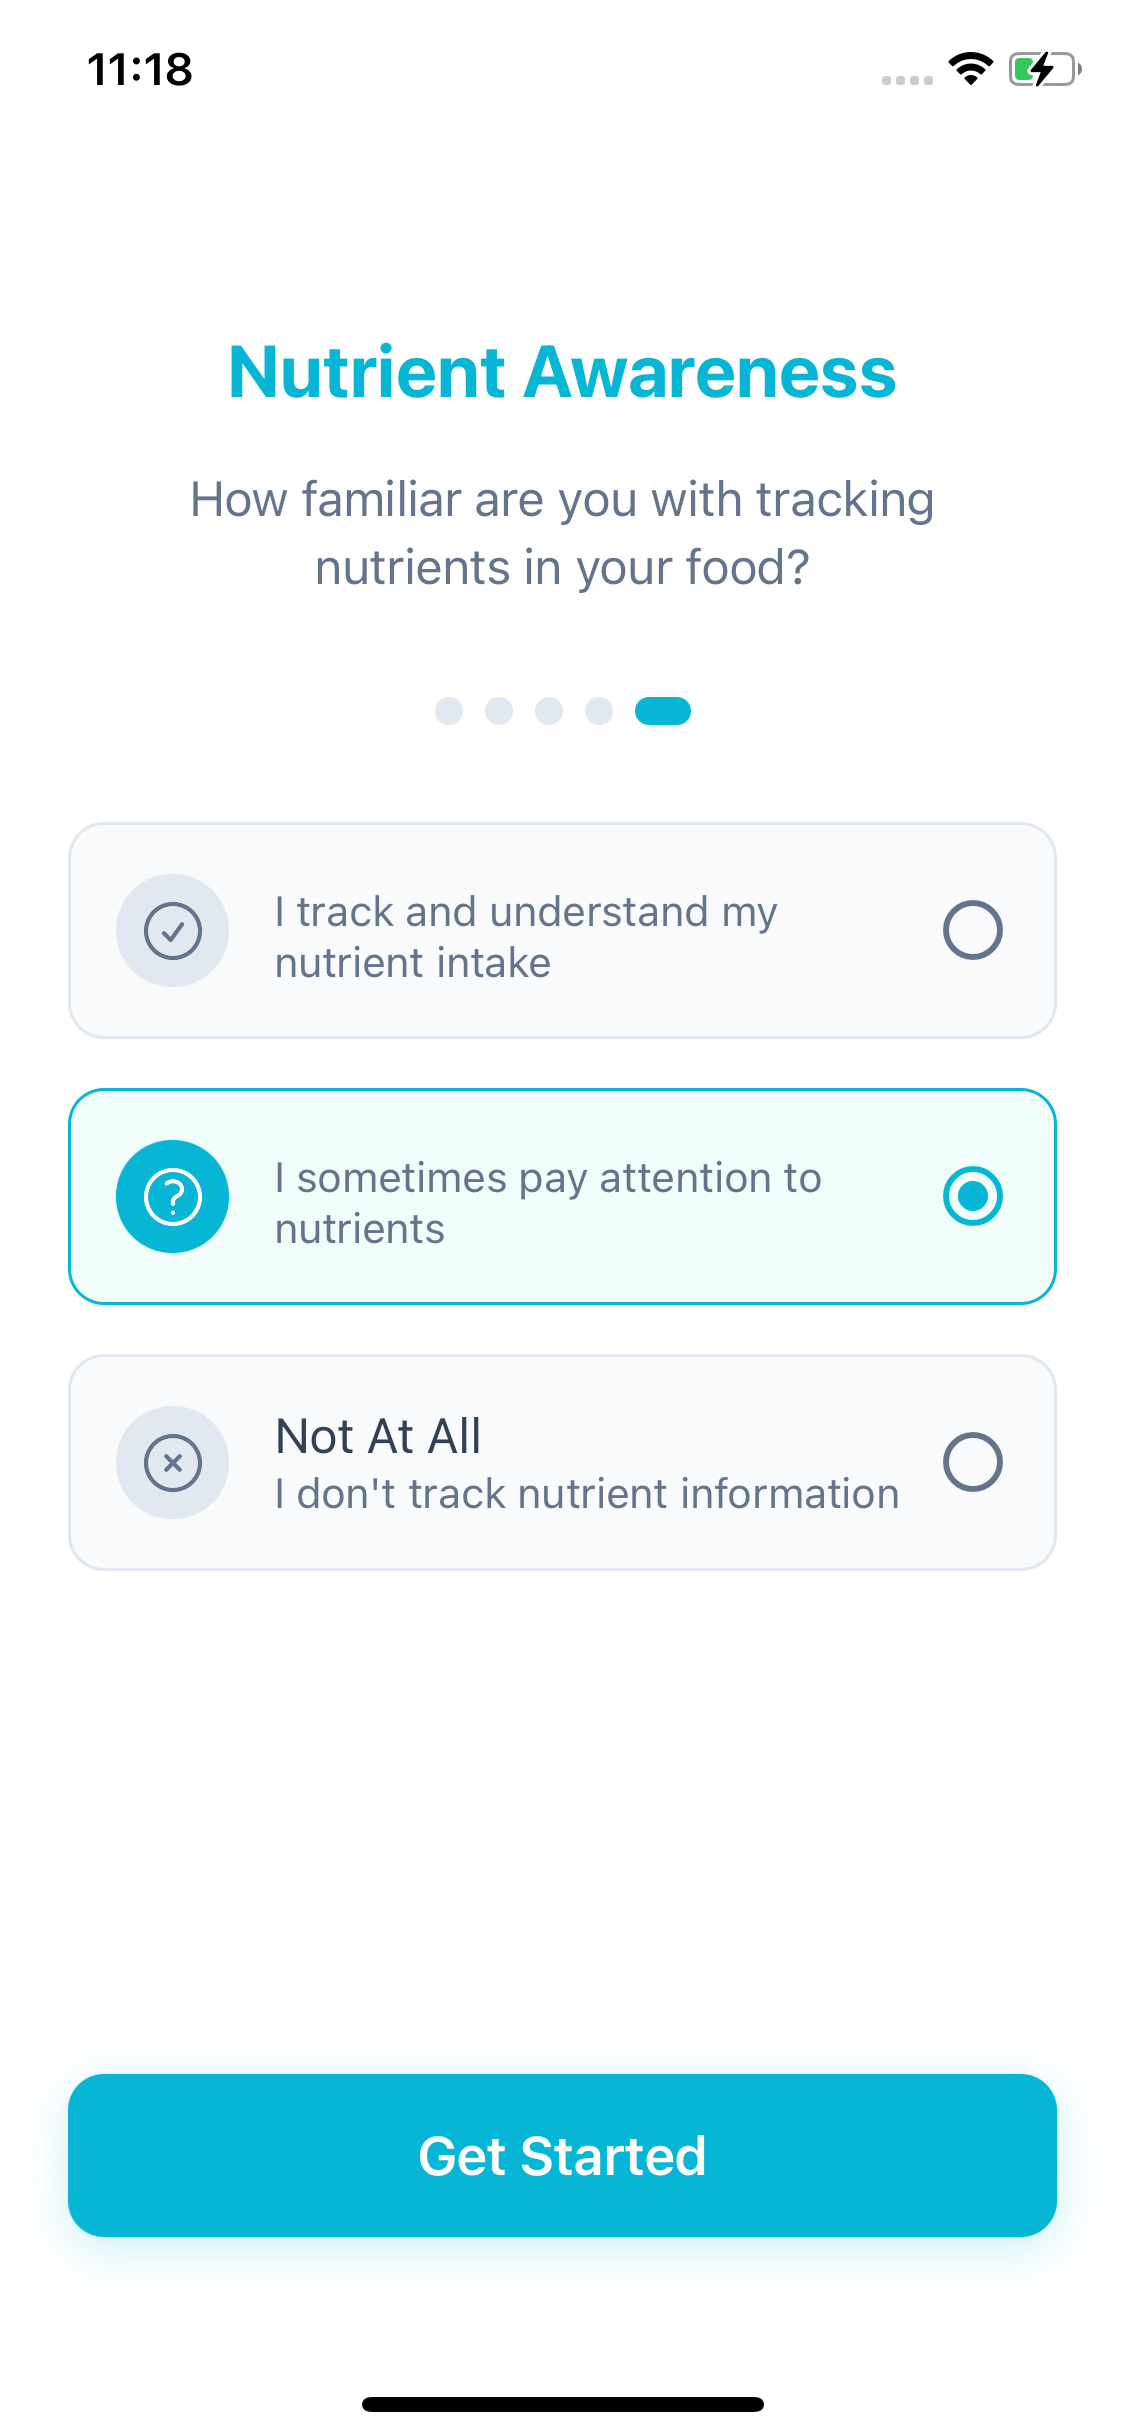 11:18
Nutrient Awareness
How familiar are you with tracking
nutrients in your food?
I track and understand my
nutrient intake
I sometimes pay attention to
nutrients
Not At All
I don't track nutrient information
Get Started